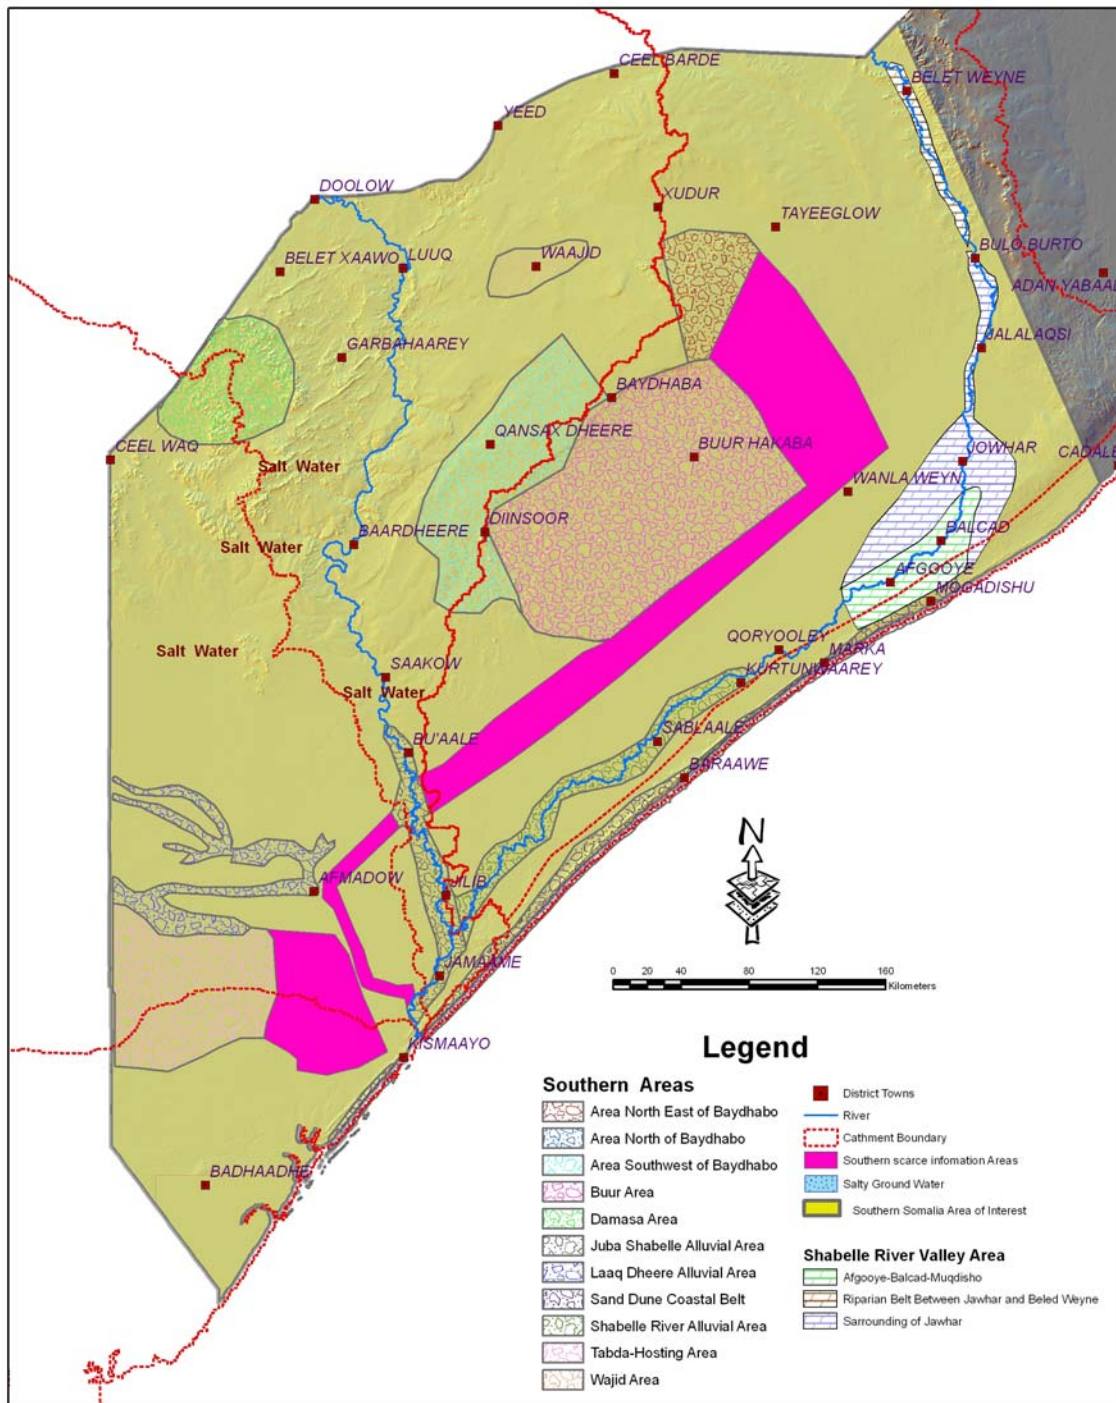 CEEL BARDE
BELET WEYNE
YEED
DOOLOW
XUDUR
TAYEEGLOW
BELET XAAWO
LUUQ
WAAJID
BULO BURTO
ADAN YABAAL
GARBAHAAREY
JALALAQSI
BAYDHABA
CEEL WAQ
QANSAX DHEERE
BUUR HAKABA
JOWHAR
CADALE
Salt Water
WANLA WEYN
DIINSOOR
BALCAD
Salt Water
BAARDHEERE
AFGOOYE
MOGADISHU
QORYOOLEY
MARKA
Salt Water
SAAKOW
KURTUNWAAREY
Salt Water
BU'AALE
SABLAALE
BARAAWE
N
AFMADOW
JILIB
JAMAAME
0 20 40 80 120 160
Kilometers
KISMAAYO
BADHAADHE
Legend
Southern Areas
Area North East of Baydhabo
Area North of Baydhabo
Area Southwest of Baydhabo
Buur Area
Damasa Area
Juba Shabelle Alluvial Area
Laaq Dheere Alluvial Area
Sand Dune Coastal Belt
Shabelle River Alluvial Area
Tabda-Hosting Area
Wajid Area
District Towns
River
Cathment Boundary
Southern scarce infomation Areas
Salty Ground Water
Southern Somalia Area of Interest
Shabelle River Valley Area
Afgooye-Balcad-Muqdisho
Riparian Belt Between Jawhar and Beled Weyne
Sarrounding of Jawhar